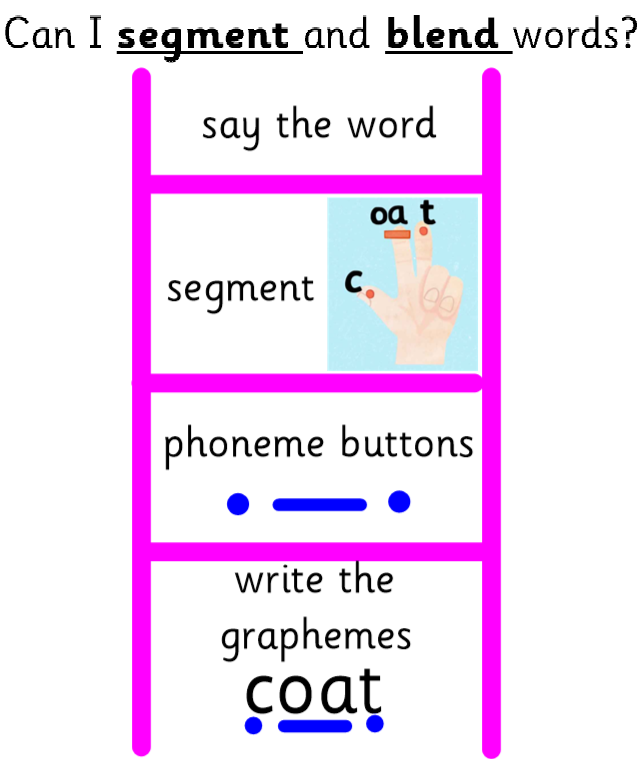 Can I segment and blend words?
say the word
oa t
segment c
phoneme buttons
write the
graphemes
coat